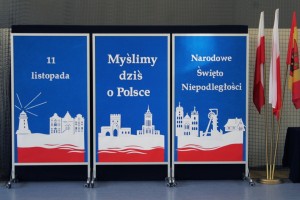 11
listopada
Myślimy
dziś
o Polsce
Narodowe
Święto
Niepodległości